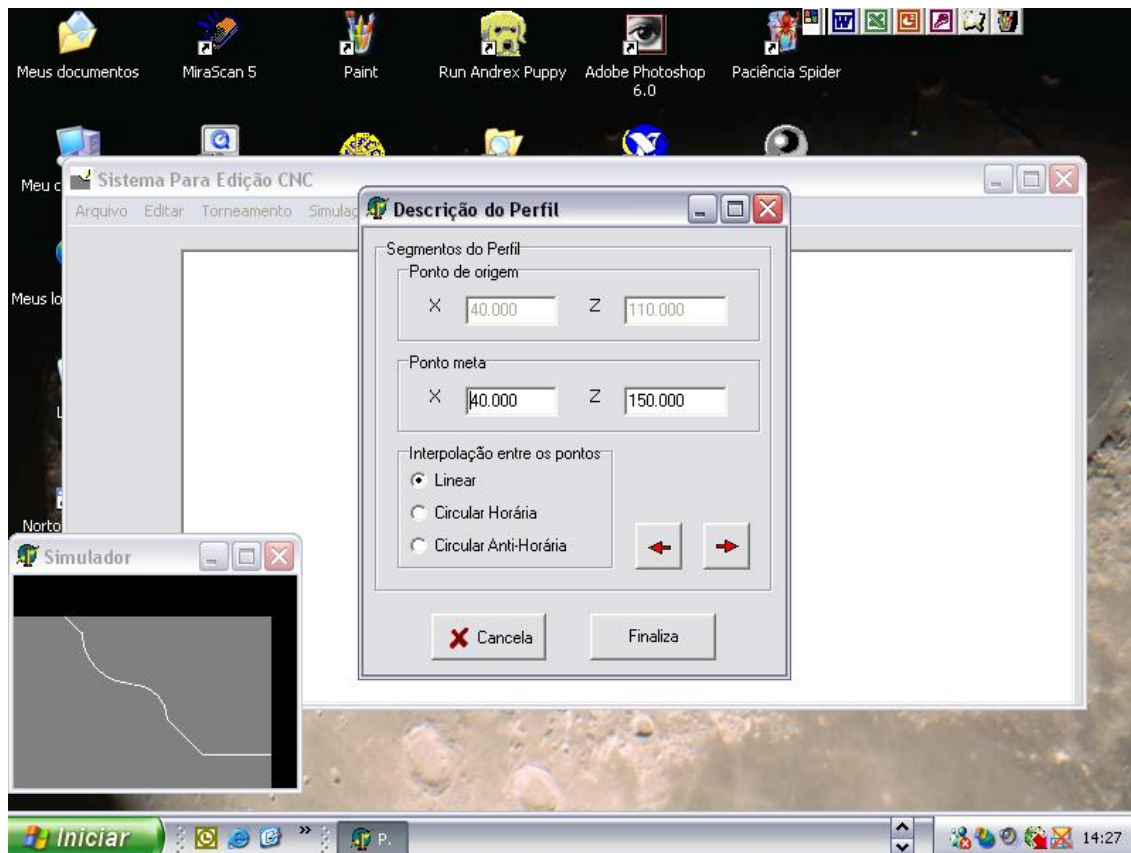 Meus documentos
MiraScan 5
Paint
Run Andrex Puppy
Adobe Photoshop
6.0
Paciência Spider
Meu
Sistema Para Edição CNC
Arquivo Editar Torneamento
Descrição do Perfil
Segmentos do Perfil
Ponto de origem
X 40.000 Z 110.000
Meus
Ponto meta
X 40.000 Z 150.000
Interpolação entre os pontos
Linear
Circular Horária
Circular Anti-Horária
Simulador
Cancela
Finaliza
Iniciar
»
P.
14:27